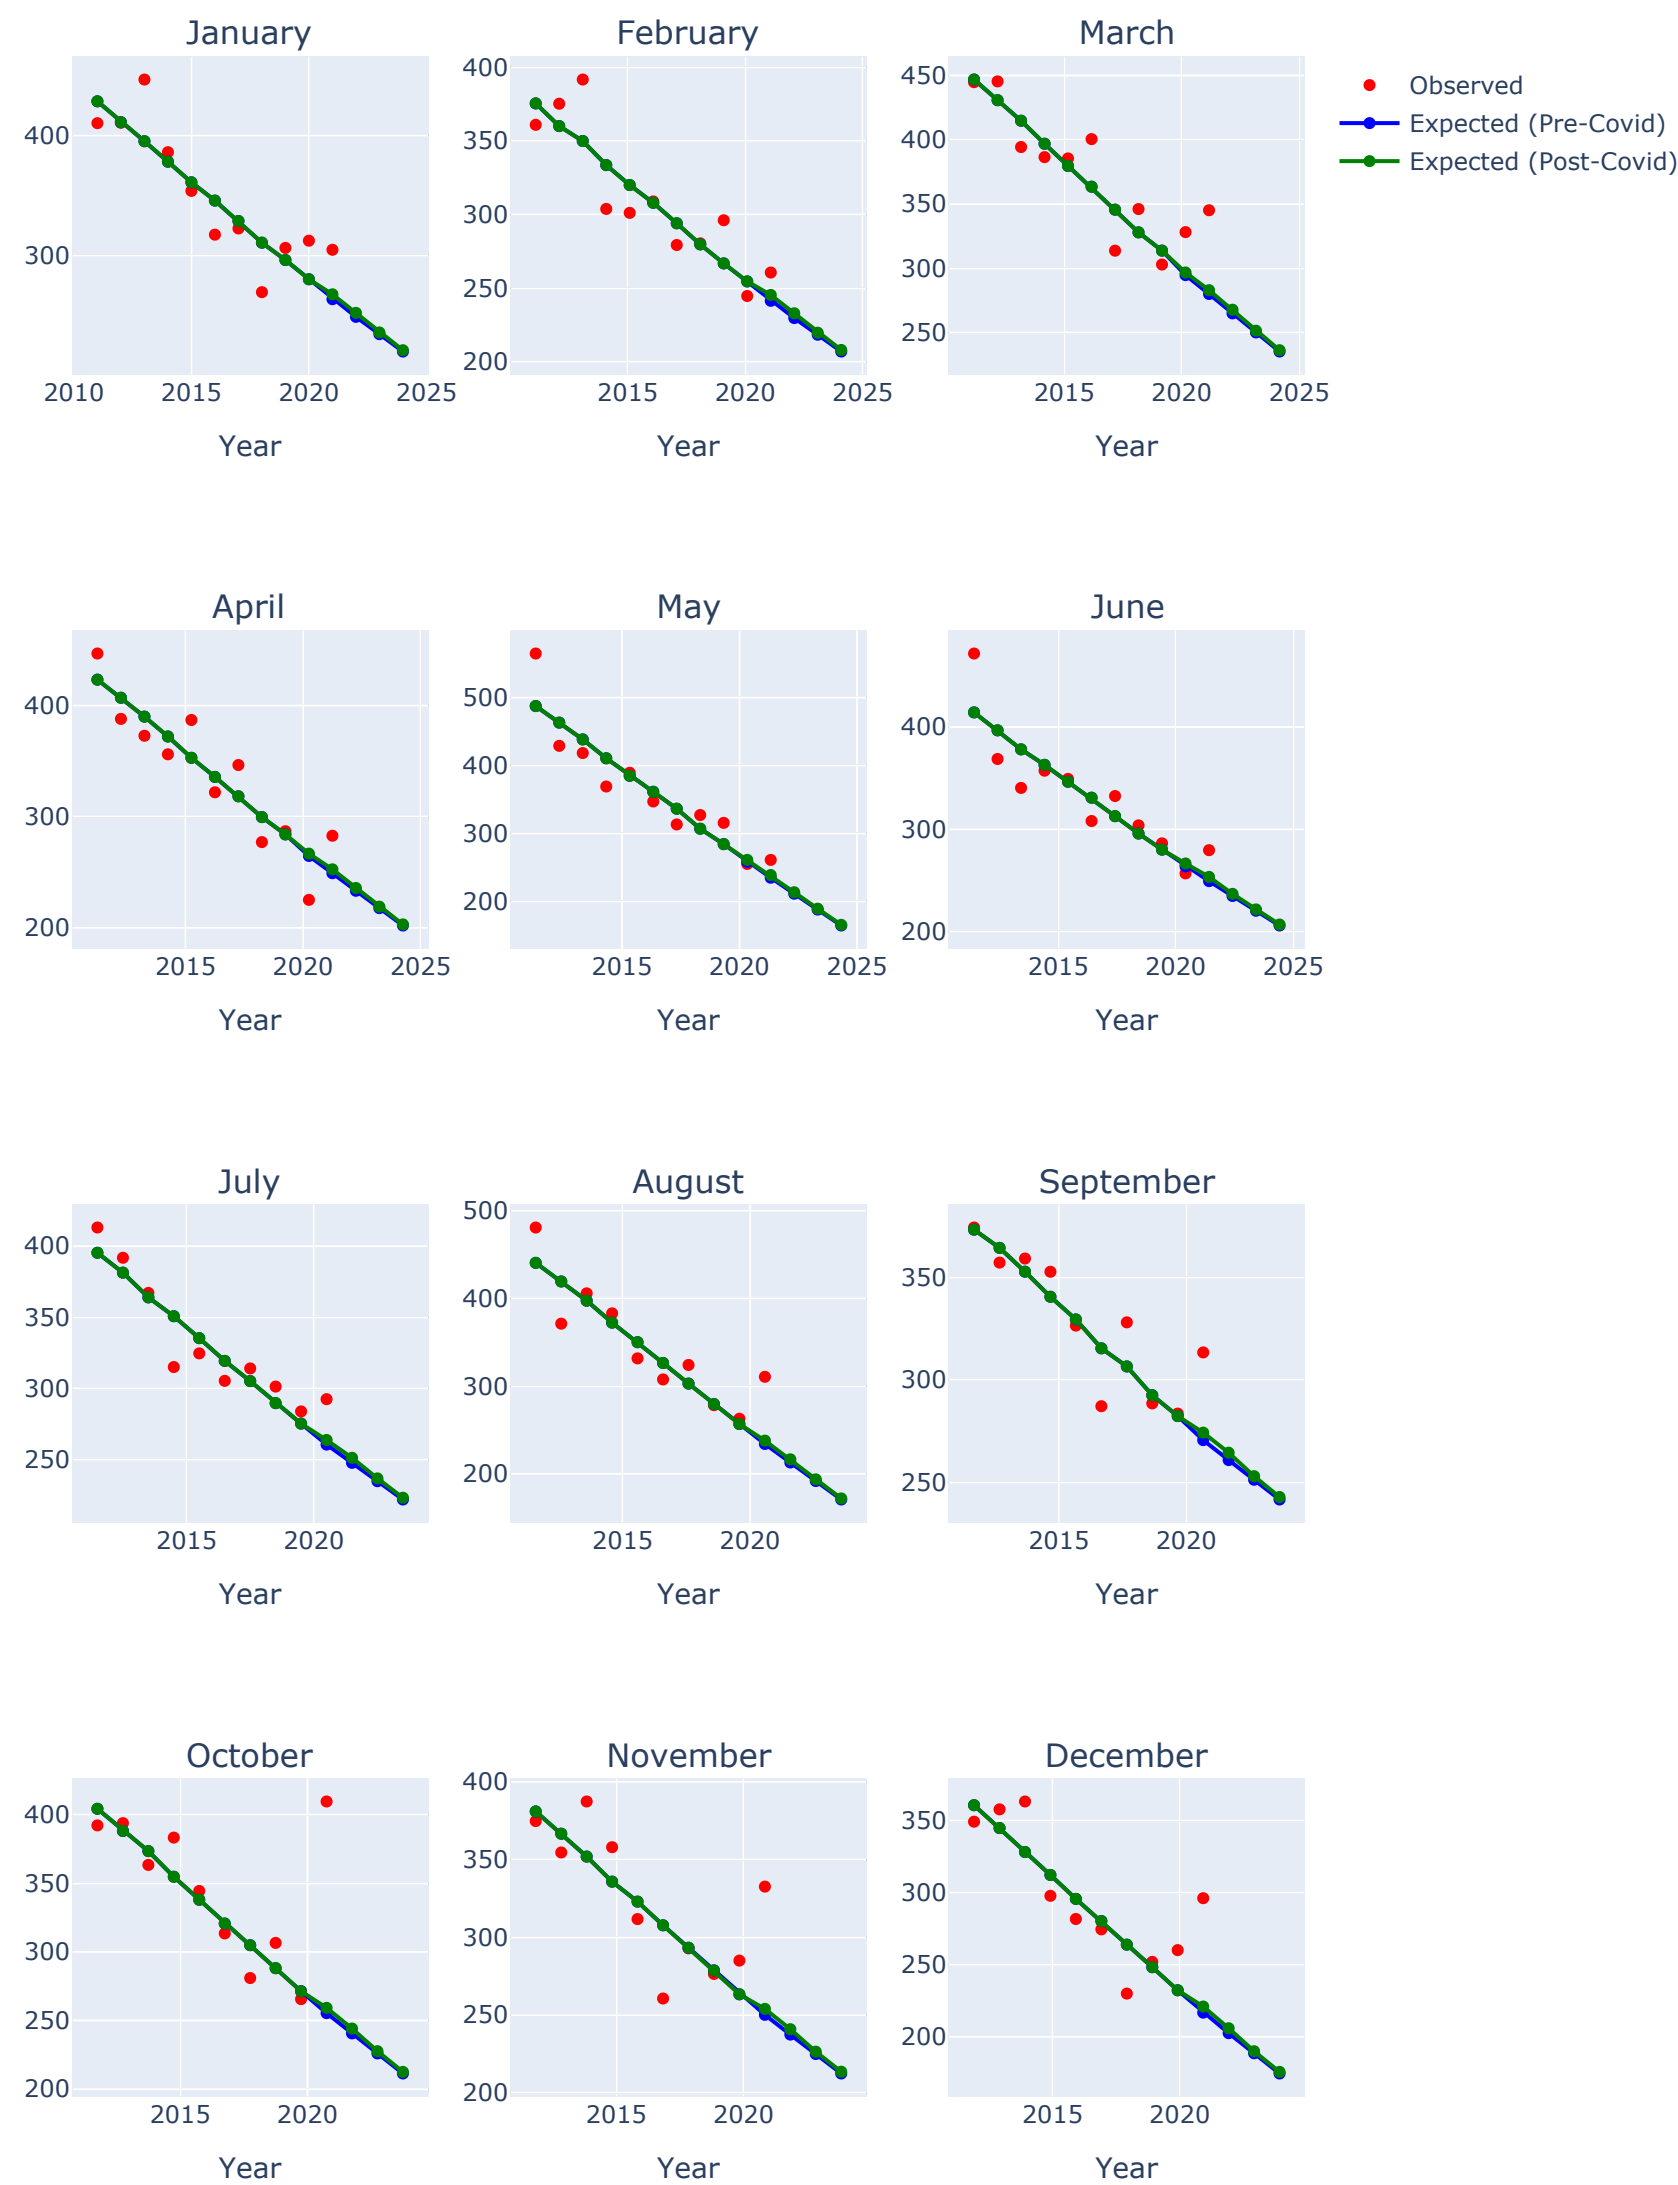 January
February
March
Observed
Expected (Pre-Covid)
Expected (Post-Covid)
400
300
2010
2015
2020
2025
Year
400
350
300
250
200
2015
2020
2025
Year
450
400
350
300
250
2015
2020
2025
Year
April
May
June
400
300
200
2015
2020
2025
Year
500
400
300
200
2015
2020
2025
Year
400
300
200
2015
2020
2025
Year
July
August
September
400
350
300
250
2015
2020
Year
500
400
300
200
2015
2020
Year
350
300
250
2015
2020
Year
October
November
December
400
350
300
250
200
2015
2020
Year
400
350
300
250
200
2015
2020
Year
350
300
250
200
2015
2020
Year